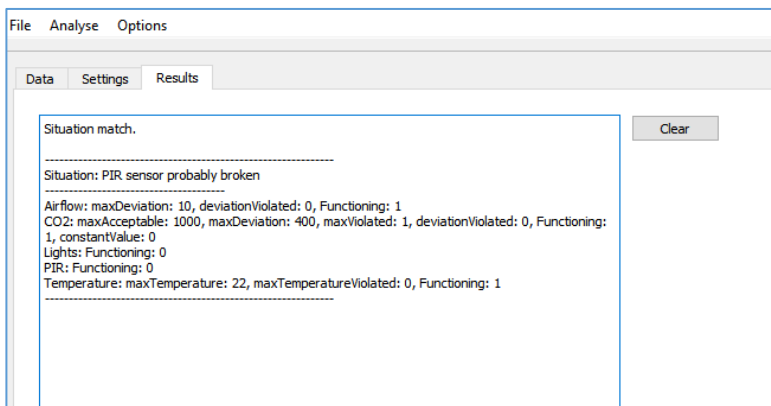 File Analyse Options
Data Settings Results
Situation match.
Clear
------------------------------------------------------------
Situation: PIR sensor probably broken
-------------------------------------
Airflow: maxDeviation: 10, deviationViolated: 0, Functioning: 1
CO2: maxAcceptable: 1000, maxDeviation: 400, maxViolated: 1, deviationViolated: 0, Functioning:
1, constantValue: 0
Lights: Functioning: 0
PIR: Functioning: 0
Temperature: maxTemperature: 22, maxTemperatureViolated: 0, Functioning: 1
------------------------------------------------------------